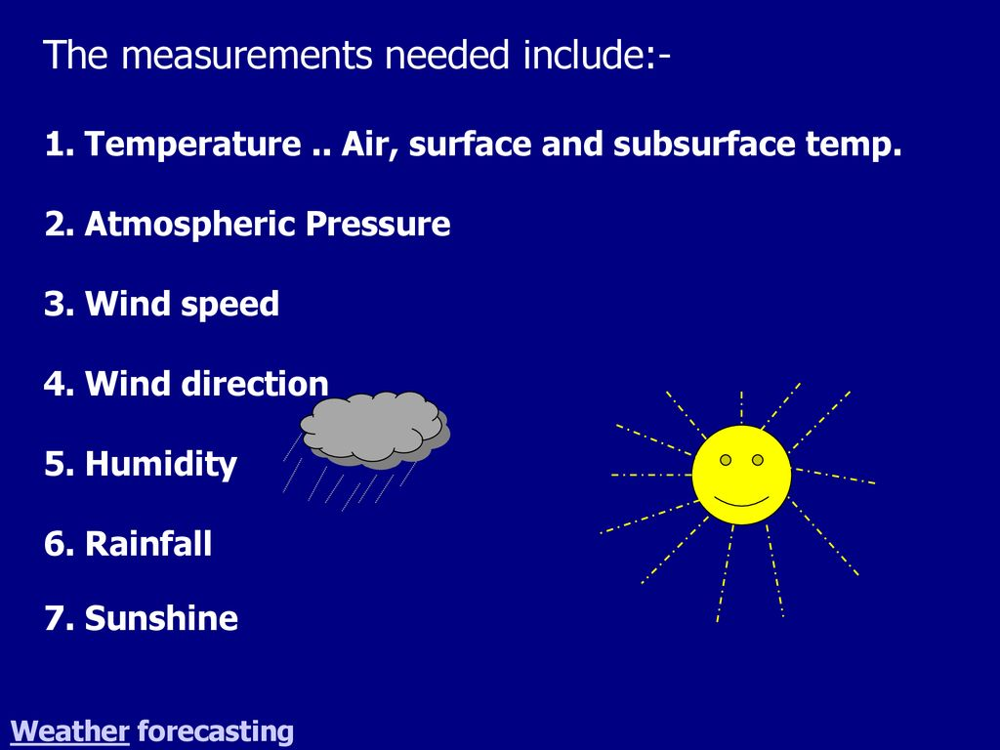 The measurements needed include:-
1. Temperature .. Air, surface and subsurface temp.
2. Atmospheric Pressure
3. Wind speed
4. Wind direction
5. Humidity
6. Rainfall
7. Sunshine
Weather forecasting